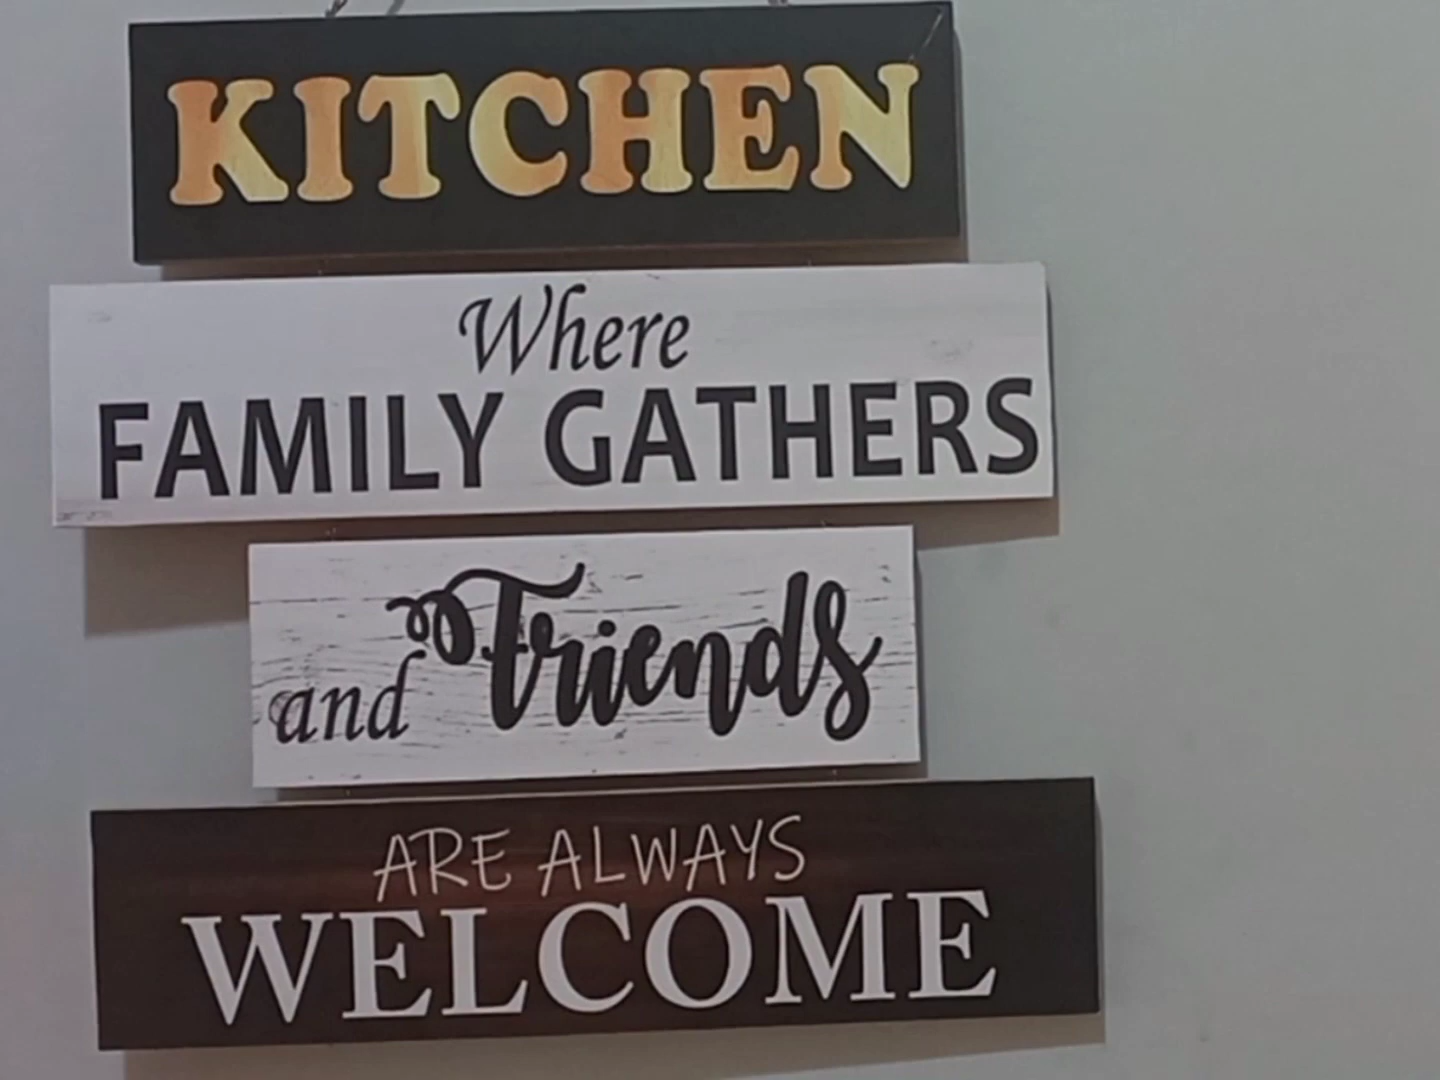 KITCHEN
Where
FAMILY GATHERS
and Friends
ARE ALWAYS
WELCOME